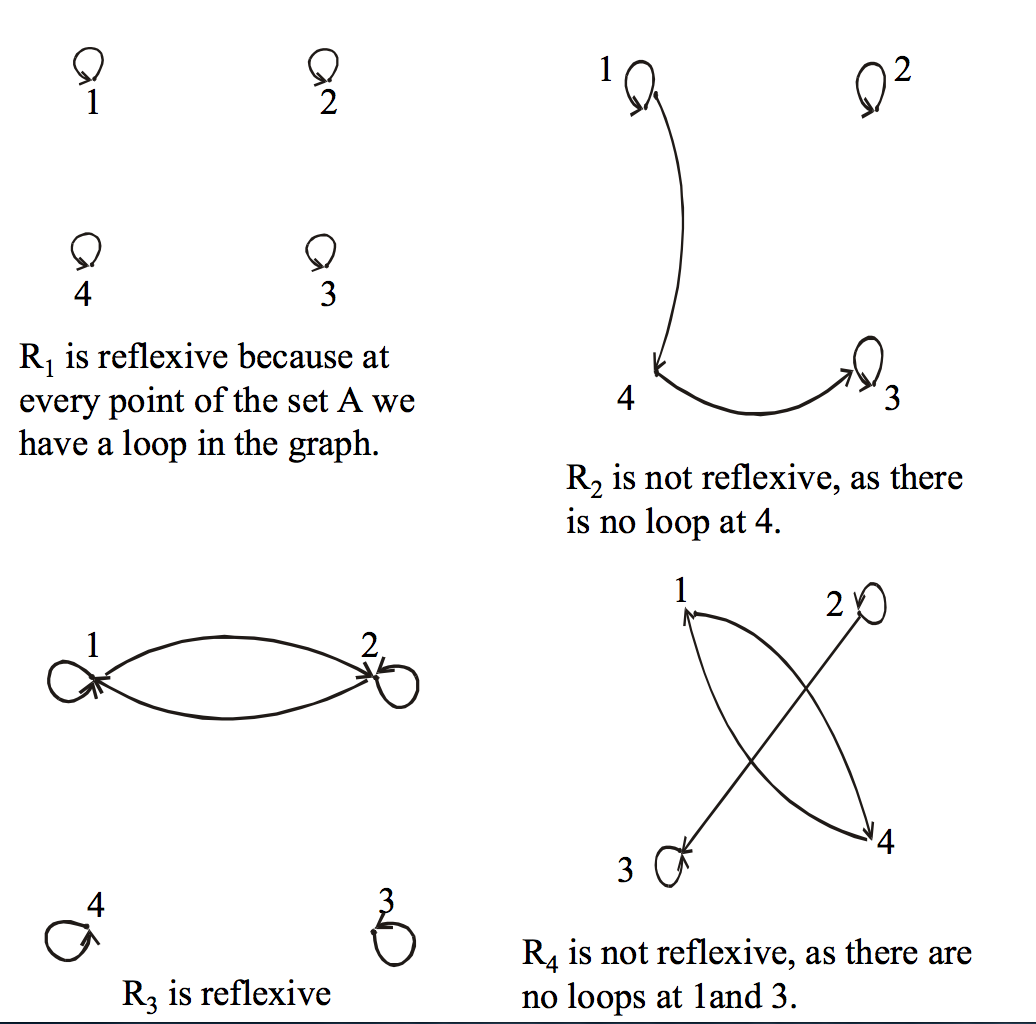 1
2
4
3
R₁ is reflexive because at
every point of the set A we
have a loop in the graph.
1
2
4
3
R₂ is not reflexive, as there
is no loop at 4.
1
2
4
3
R₃ is reflexive
1
2
4
3
R₄ is not reflexive, as there are
no loops at 1and 3.